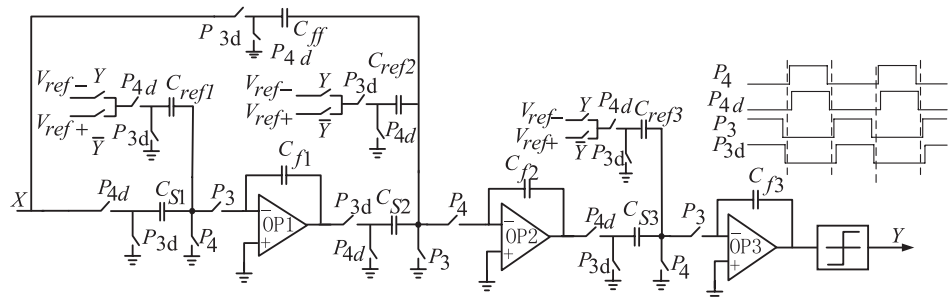 P3d
Cff
P4d
Vref-
Y
P4d
Cref1
Vref+
Y̅
P3d
Vref-
Y
P3d
Cref2
Vref+
Y̅
P4d
Vref-
Y
P4d
Cref3
Vref+
Y̅
P3d
P4
P4d
P3
P3d
X
P4d
CS1
P3
P3d
P4
Cf1
OP1
P3d
CS2
P4d
P3
P4
Cf2
OP2
P4d
CS3
P3d
P4
P3
Cf3
OP3
Y
−
+
−
+
−
+